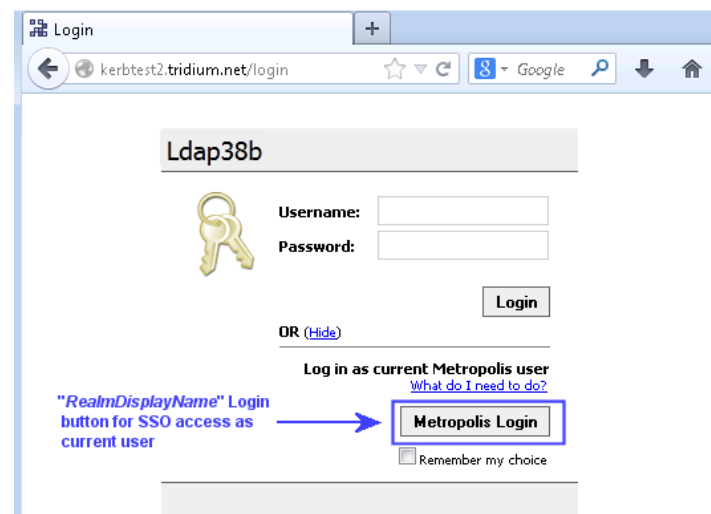 Login
+
kerbtest2.tridium.net/login
8 Google
Ldap38b
Username:
Password:
Login
OR (Hide)
Log in as current Metropolis user
What do I need to do?
"RealmDisplayName" Login
button for SSO access as
current user
Metropolis Login
Remember my choice